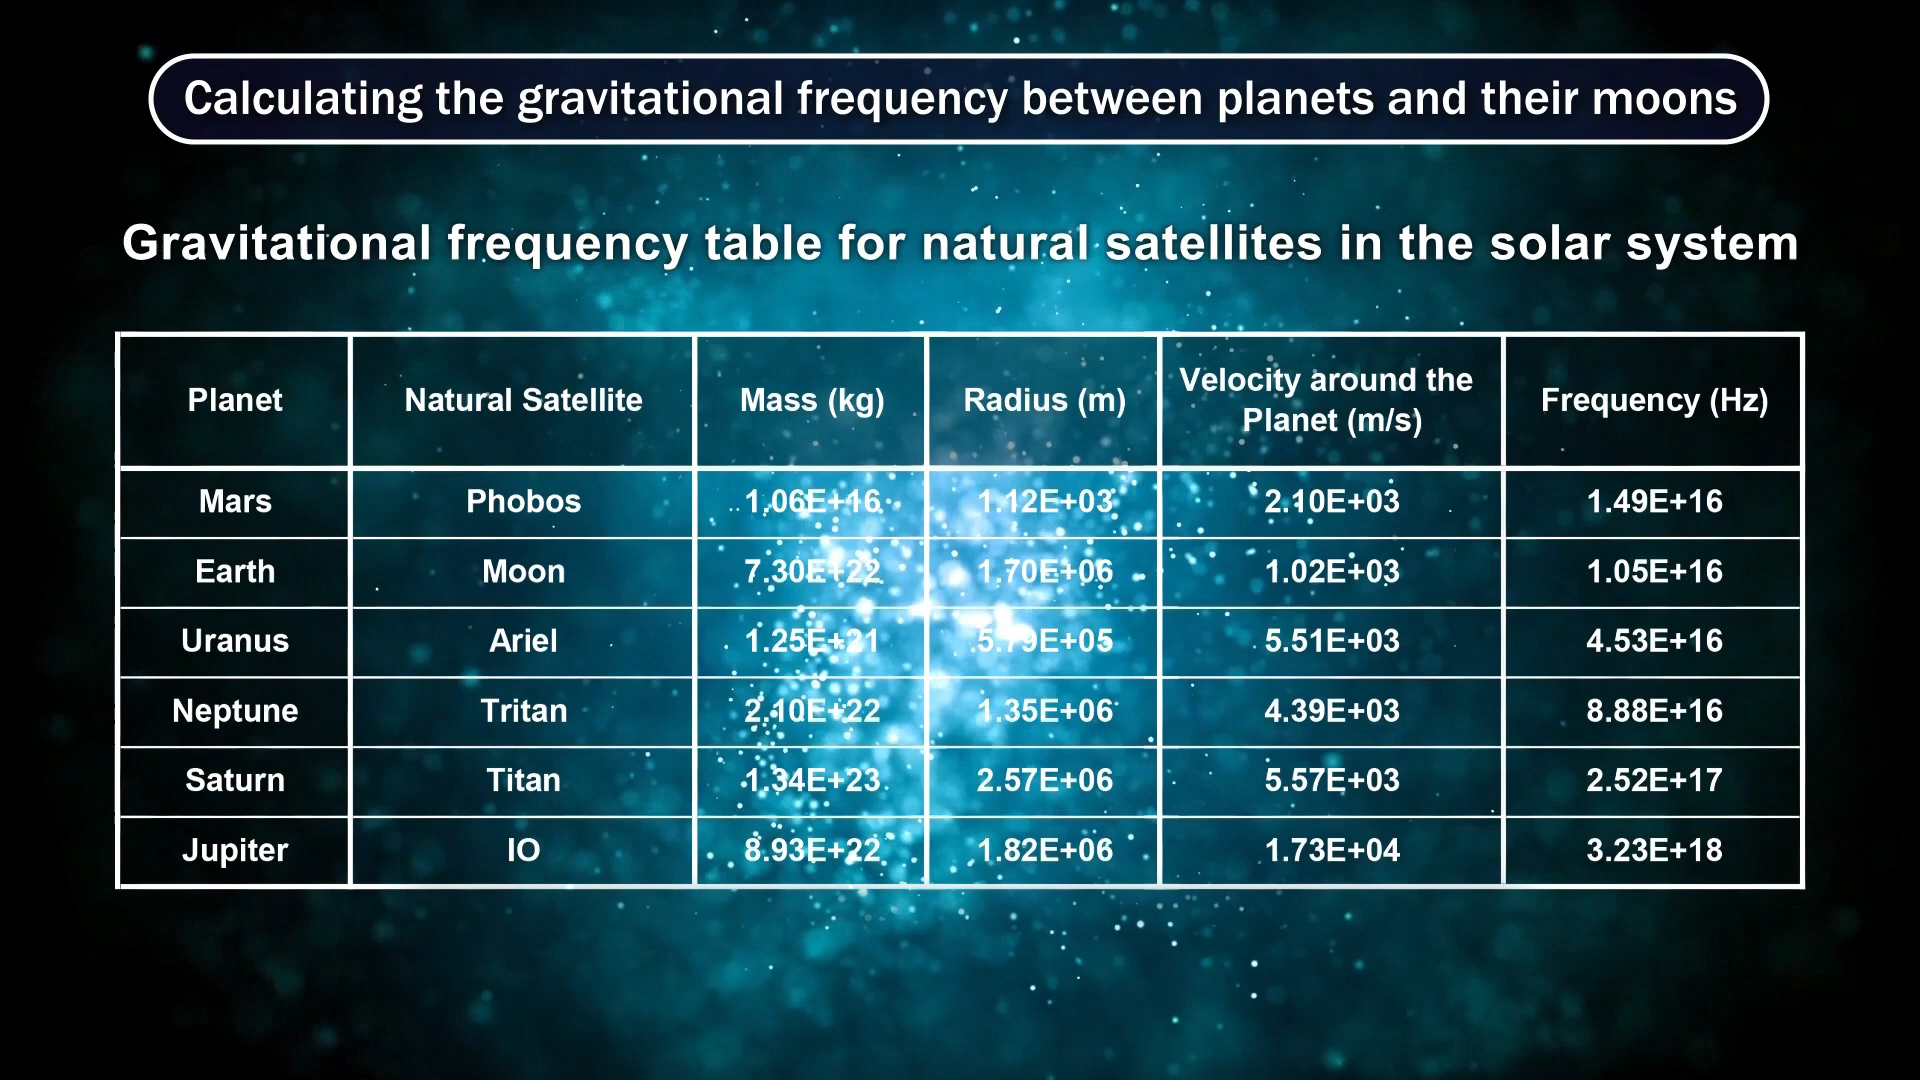 Calculating the gravitational frequency between planets and their moons
Gravitational frequency table for natural satellites in the solar system
Planet Natural Satellite Mass (kg) Radius (m) Velocity around the Planet (m/s) Frequency (Hz)
Mars Phobos 1.06E+16 1.12E+03 2.10E+03 1.49E+16
Earth Moon 7.30E+22 1.70E+06 1.02E+03 1.05E+16
Uranus Ariel 1.25E+21 5.79E+05 5.51E+03 4.53E+16
Neptune Tritan 2.10E+22 1.35E+06 4.39E+03 8.88E+16
Saturn Titan 1.34E+23 2.57E+06 5.57E+03 2.52E+17
Jupiter IO 8.93E+22 1.82E+06 1.73E+04 3.23E+18